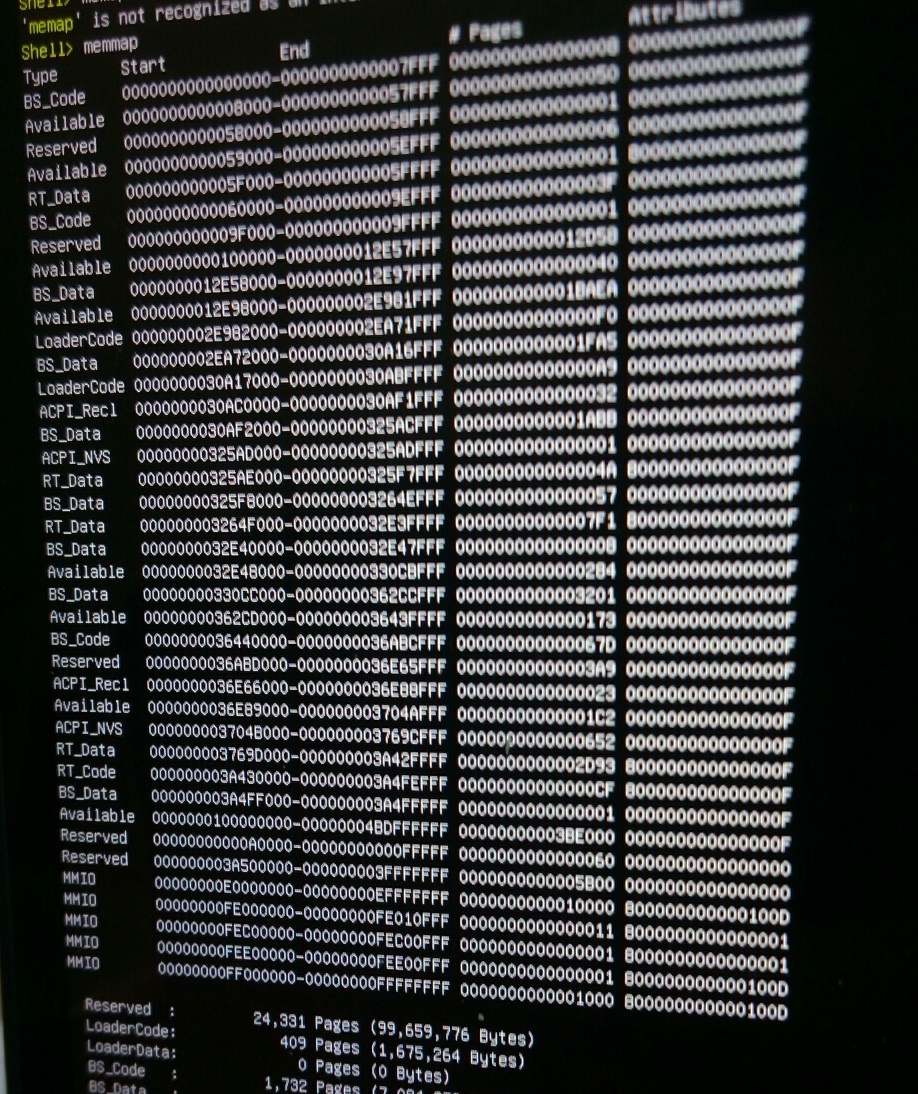 Shell>
'memap' is not recognized as an
Shell> memmap
Type Start End # Pages Attributes
BS_Code 0000000000000000-0000000000007FFF 0000000000000008 000000000000000F
Available 0000000000008000-0000000000057FFF 0000000000000050 000000000000000F
Reserved 0000000000058000-0000000000058FFF 0000000000000001 000000000000000F
Available 0000000000059000-000000000005EFFF 0000000000000006 000000000000000F
RT_Data 000000000005F000-000000000005FFFF 0000000000000001 800000000000000F
BS_Code 0000000000060000-000000000009EFFF 000000000000003F 000000000000000F
Reserved 000000000009F000-000000000009FFFF 0000000000000001 000000000000000F
Available 0000000000100000-0000000012E57FFF 0000000000012D58 000000000000000F
BS_Data 0000000012E58000-0000000012E97FFF 0000000000000040 000000000000000F
Available 0000000012E98000-000000002E981FFF 000000000001BAEA 000000000000000F
LoaderCode 000000002E982000-000000002EA71FFF 00000000000000F0 000000000000000F
BS_Data 000000002EA72000-0000000030A16FFF 0000000000001FA5 000000000000000F
LoaderCode 0000000030A17000-0000000030ABFFFF 00000000000000A9 000000000000000F
ACPI_Recl 0000000030AC0000-0000000030AF1FFF 0000000000000032 000000000000000F
BS_Data 0000000030AF2000-00000000325ACFFF 0000000000001ABB 000000000000000F
ACPI_NVS 00000000325AD000-00000000325ADFFF 0000000000000001 000000000000000F
RT_Data 00000000325AE000-00000000325F7FFF 000000000000004A 800000000000000F
BS_Data 00000000325F8000-000000003264EFFF 0000000000000057 000000000000000F
RT_Data 000000003264F000-0000000032E3FFFF 00000000000007F1 800000000000000F
BS_Data 0000000032E40000-0000000032E47FFF 0000000000000008 000000000000000F
Available 0000000032E48000-00000000330CBFFF 0000000000000284 000000000000000F
BS_Data 00000000330CC000-00000000362CCFFF 0000000000003201 000000000000000F
Available 00000000362CD000-000000003643FFFF 0000000000000173 000000000000000F
BS_Code 0000000036440000-0000000036ABCFFF 000000000000067D 000000000000000F
Reserved 0000000036ABD000-0000000036E65FFF 00000000000003A9 000000000000000F
ACPI_Recl 0000000036E66000-0000000036E88FFF 0000000000000023 000000000000000F
Available 0000000036E89000-000000003704AFFF 00000000000001C2 000000000000000F
ACPI_NVS 000000003704B000-000000003769CFFF 0000000000000652 000000000000000F
RT_Data 000000003769D000-000000003A42FFFF 0000000000002D93 800000000000000F
RT_Code 000000003A430000-000000003A4FEFFF 00000000000000CF 800000000000000F
BS_Data 000000003A4FF000-000000003A4FFFFF 0000000000000001 000000000000000F
Available 0000000100000000-00000004BDFFFFFF 00000000003BE000 000000000000000F
Reserved 00000000000A0000-00000000000FFFFF 0000000000000060 0000000000000000
Reserved 000000003A500000-000000003FFFFFFF 0000000000005B00 0000000000000000
MMIO 00000000E0000000-00000000EFFFFFFF 0000000000010000 800000000000100D
MMIO 00000000FE000000-00000000FE010FFF 0000000000000011 8000000000000001
MMIO 00000000FEC00000-00000000FEC00FFF 0000000000000001 8000000000000001
MMIO 00000000FEE00000-00000000FEE00FFF 0000000000000001 800000000000100D
MMIO 00000000FF000000-00000000FFFFFFFF 0000000000001000 800000000000100D
Reserved : 24,331 Pages (99,659,776 Bytes)
LoaderCode: 409 Pages (1,675,264 Bytes)
LoaderData: 0 Pages (0 Bytes)
BS_Code : 1,732 Pages
BS_Data :